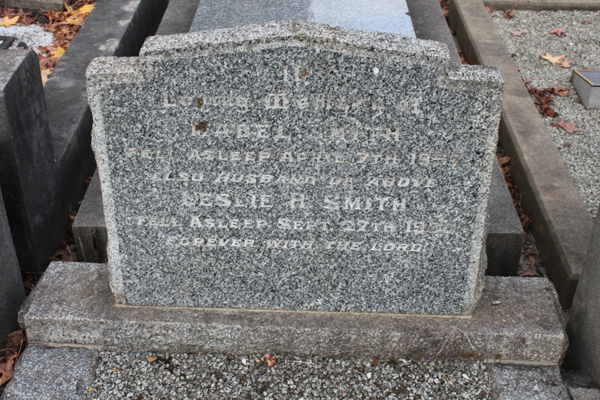 In
Loving Memory of
MABEL SMITH
FELL ASLEEP APRIL 7TH
ALSO HUSBAND OF ABOVE
LESLIE H. SMITH
FELL ASLEEP SEPT. 27TH
FOREVER WITH THE LORD.